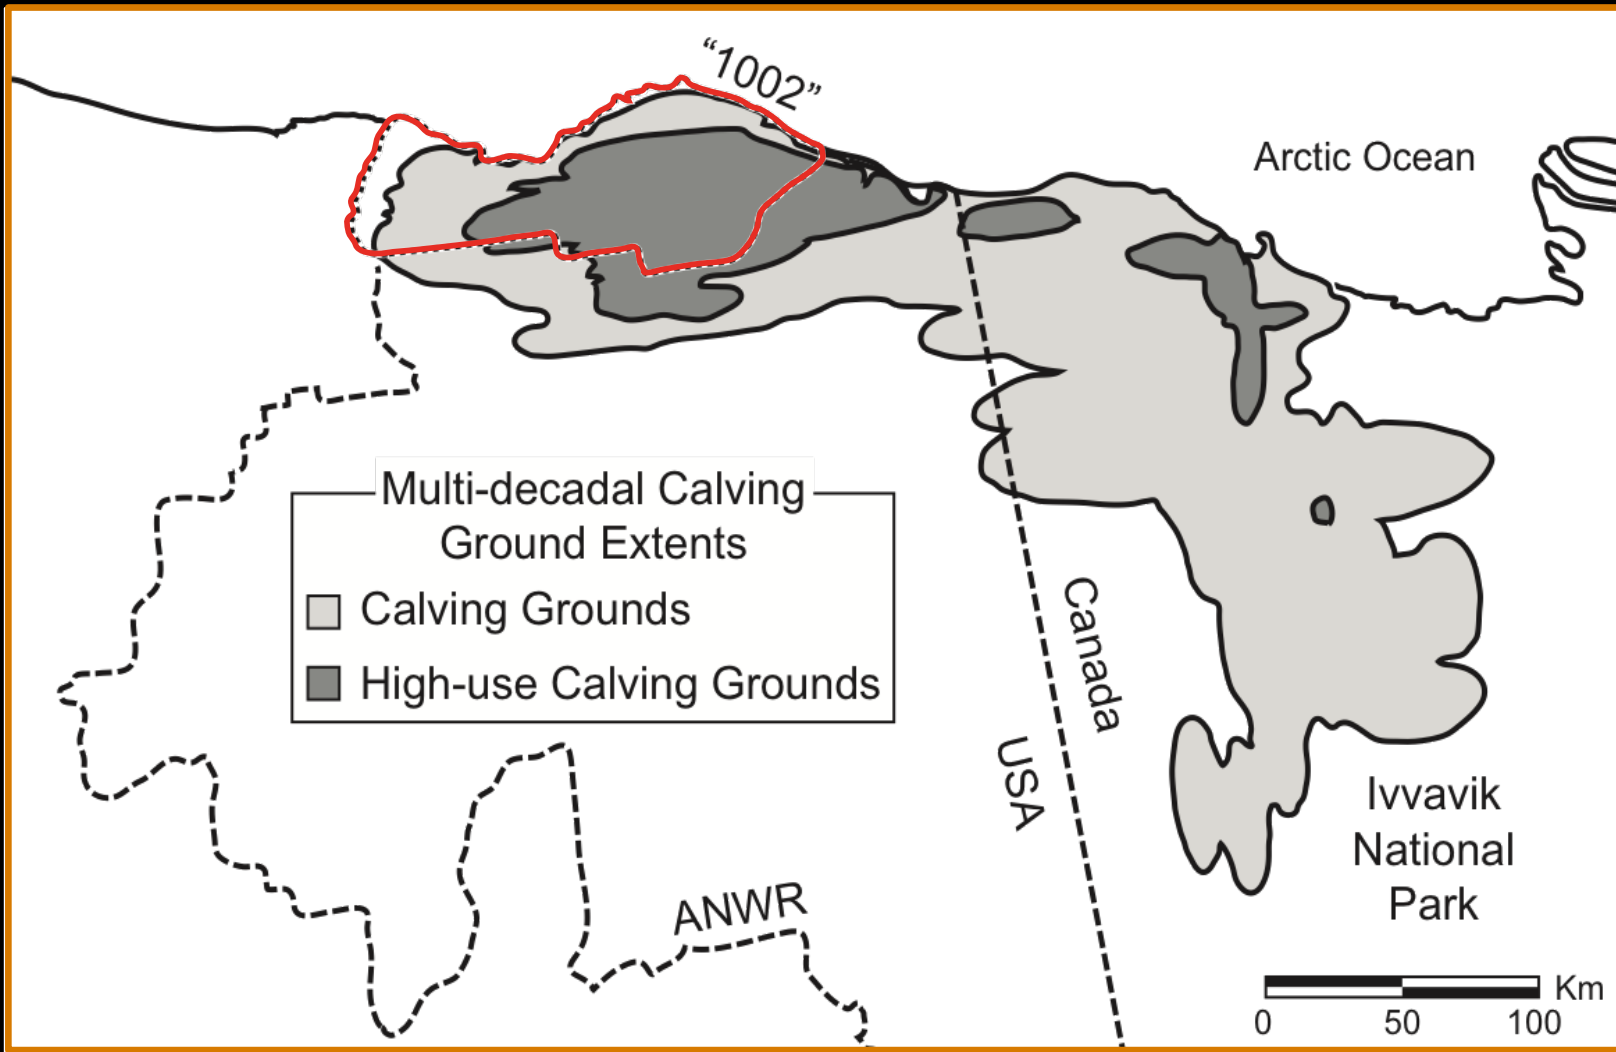 “1002”
Arctic Ocean
Multi-decadal Calving
Ground Extents
Calving Grounds
High-use Calving Grounds
Canada
USA
Ivvavik
National
Park
ANWR
Km
0 50 100